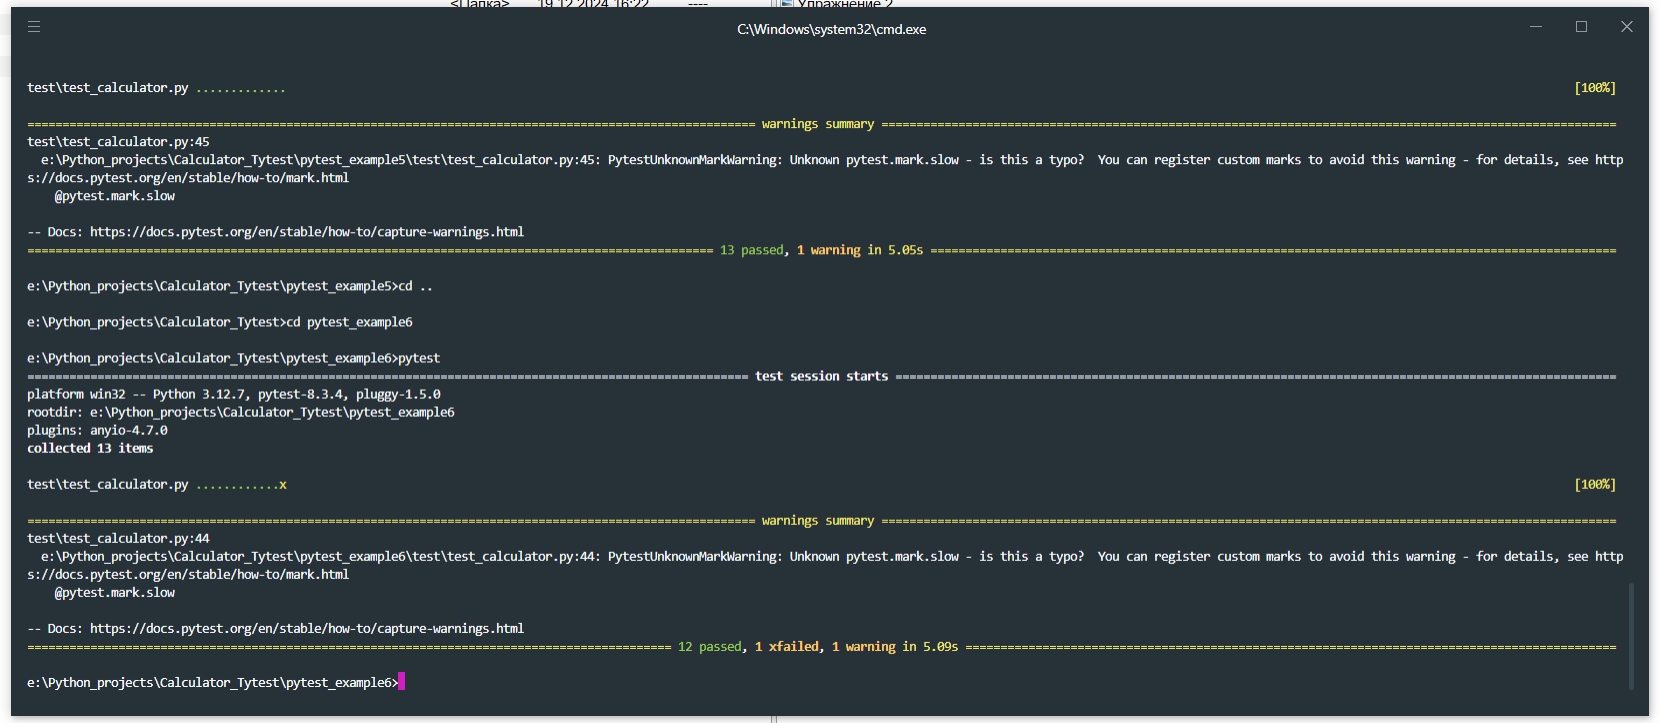 <Папка> 19.12.2024 16:22 ---- Упражнение 2
C:\Windows\system32\cmd.exe
test\test_calculator.py ............. [100%]
======================================================================================================== warnings summary =========================================================================================================
test\test_calculator.py:45
  e:\Python_projects\Calculator_Tytest\pytest_example5\test\test_calculator.py:45: PytestUnknownMarkWarning: Unknown pytest.mark.slow - is this a typo?  You can register custom marks to avoid this warning - for details, see http
s://docs.pytest.org/en/stable/how-to/mark.html
    @pytest.mark.slow
-- Docs: https://docs.pytest.org/en/stable/how-to/capture-warnings.html
================================================================================================== 13 passed, 1 warning in 5.05s ==================================================================================================
e:\Python_projects\Calculator_Tytest\pytest_example5>cd ..
e:\Python_projects\Calculator_Tytest>cd pytest_example6
e:\Python_projects\Calculator_Tytest\pytest_example6>pytest
======================================================================================================= test session starts =======================================================================================================
platform win32 -- Python 3.12.7, pytest-8.3.4, pluggy-1.5.0
rootdir: e:\Python_projects\Calculator_Tytest\pytest_example6
plugins: anyio-4.7.0
collected 13 items
test\test_calculator.py ............x [100%]
======================================================================================================== warnings summary =========================================================================================================
test\test_calculator.py:44
  e:\Python_projects\Calculator_Tytest\pytest_example6\test\test_calculator.py:44: PytestUnknownMarkWarning: Unknown pytest.mark.slow - is this a typo?  You can register custom marks to avoid this warning - for details, see http
s://docs.pytest.org/en/stable/how-to/mark.html
    @pytest.mark.slow
-- Docs: https://docs.pytest.org/en/stable/how-to/capture-warnings.html
============================================================================================ 12 passed, 1 xfailed, 1 warning in 5.09s =============================================================================================
e:\Python_projects\Calculator_Tytest\pytest_example6>